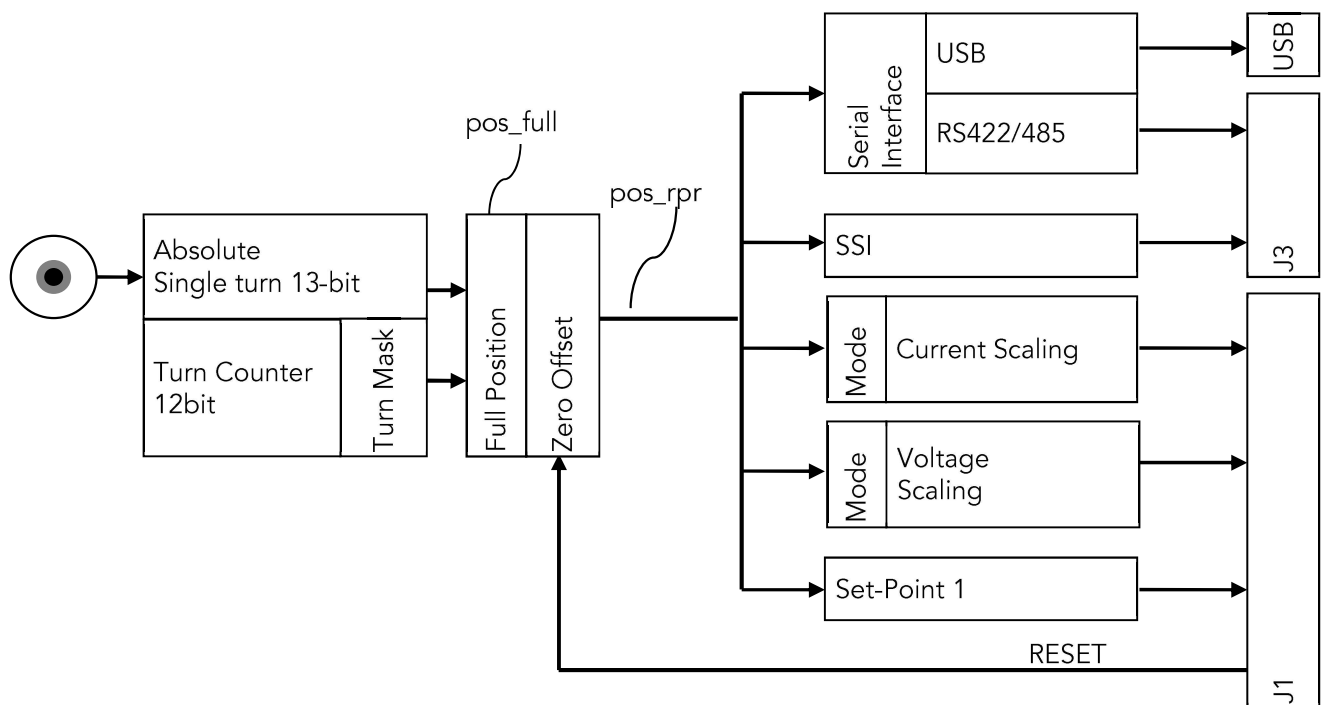 USB
USB
Serial
Interface
RS422/485
pos_full
pos_rpr
Absolute
Single turn 13-bit
SSI
J3
Turn Counter
12bit
Turn Mask
Full Position
Zero Offset
Mode
Current Scaling
Mode
Voltage
Scaling
Set-Point 1
RESET
J1